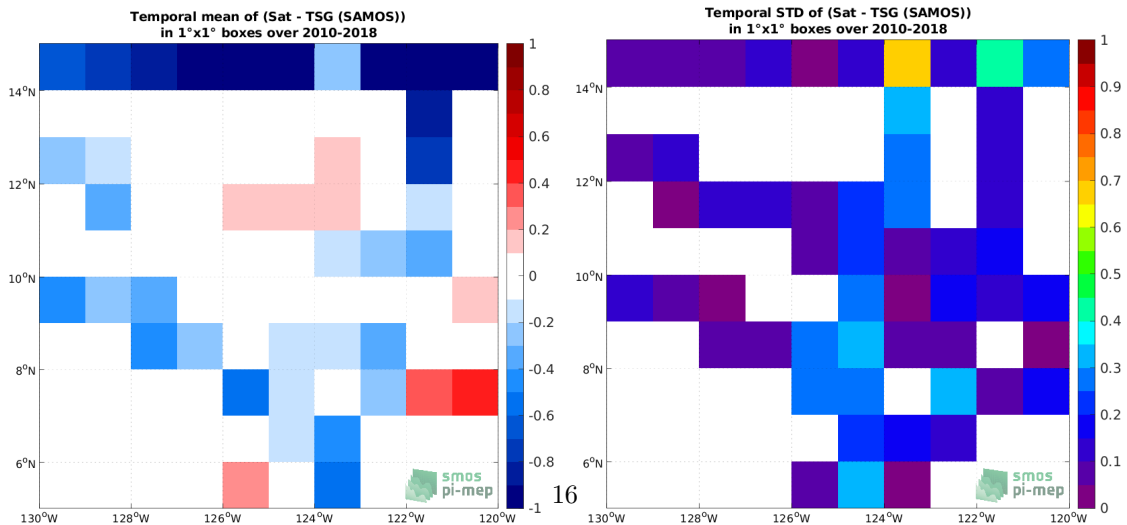 Temporal mean of (Sat - TSG (SAMOS))
in 1°x1° boxes over 2010-2018
14°N
12°N
10°N
8°N
6°N
130°W
128°W
126°W
124°W
122°W
120°W
1
0.8
0.6
0.4
0.2
0
-0.2
-0.4
-0.6
-0.8
-1
smos
pi-mep
16
Temporal STD of (Sat - TSG (SAMOS))
in 1°x1° boxes over 2010-2018
14°N
12°N
10°N
8°N
6°N
130°W
128°W
126°W
124°W
122°W
120°W
1
0.9
0.8
0.7
0.6
0.5
0.4
0.3
0.2
0.1
0
smos
pi-mep